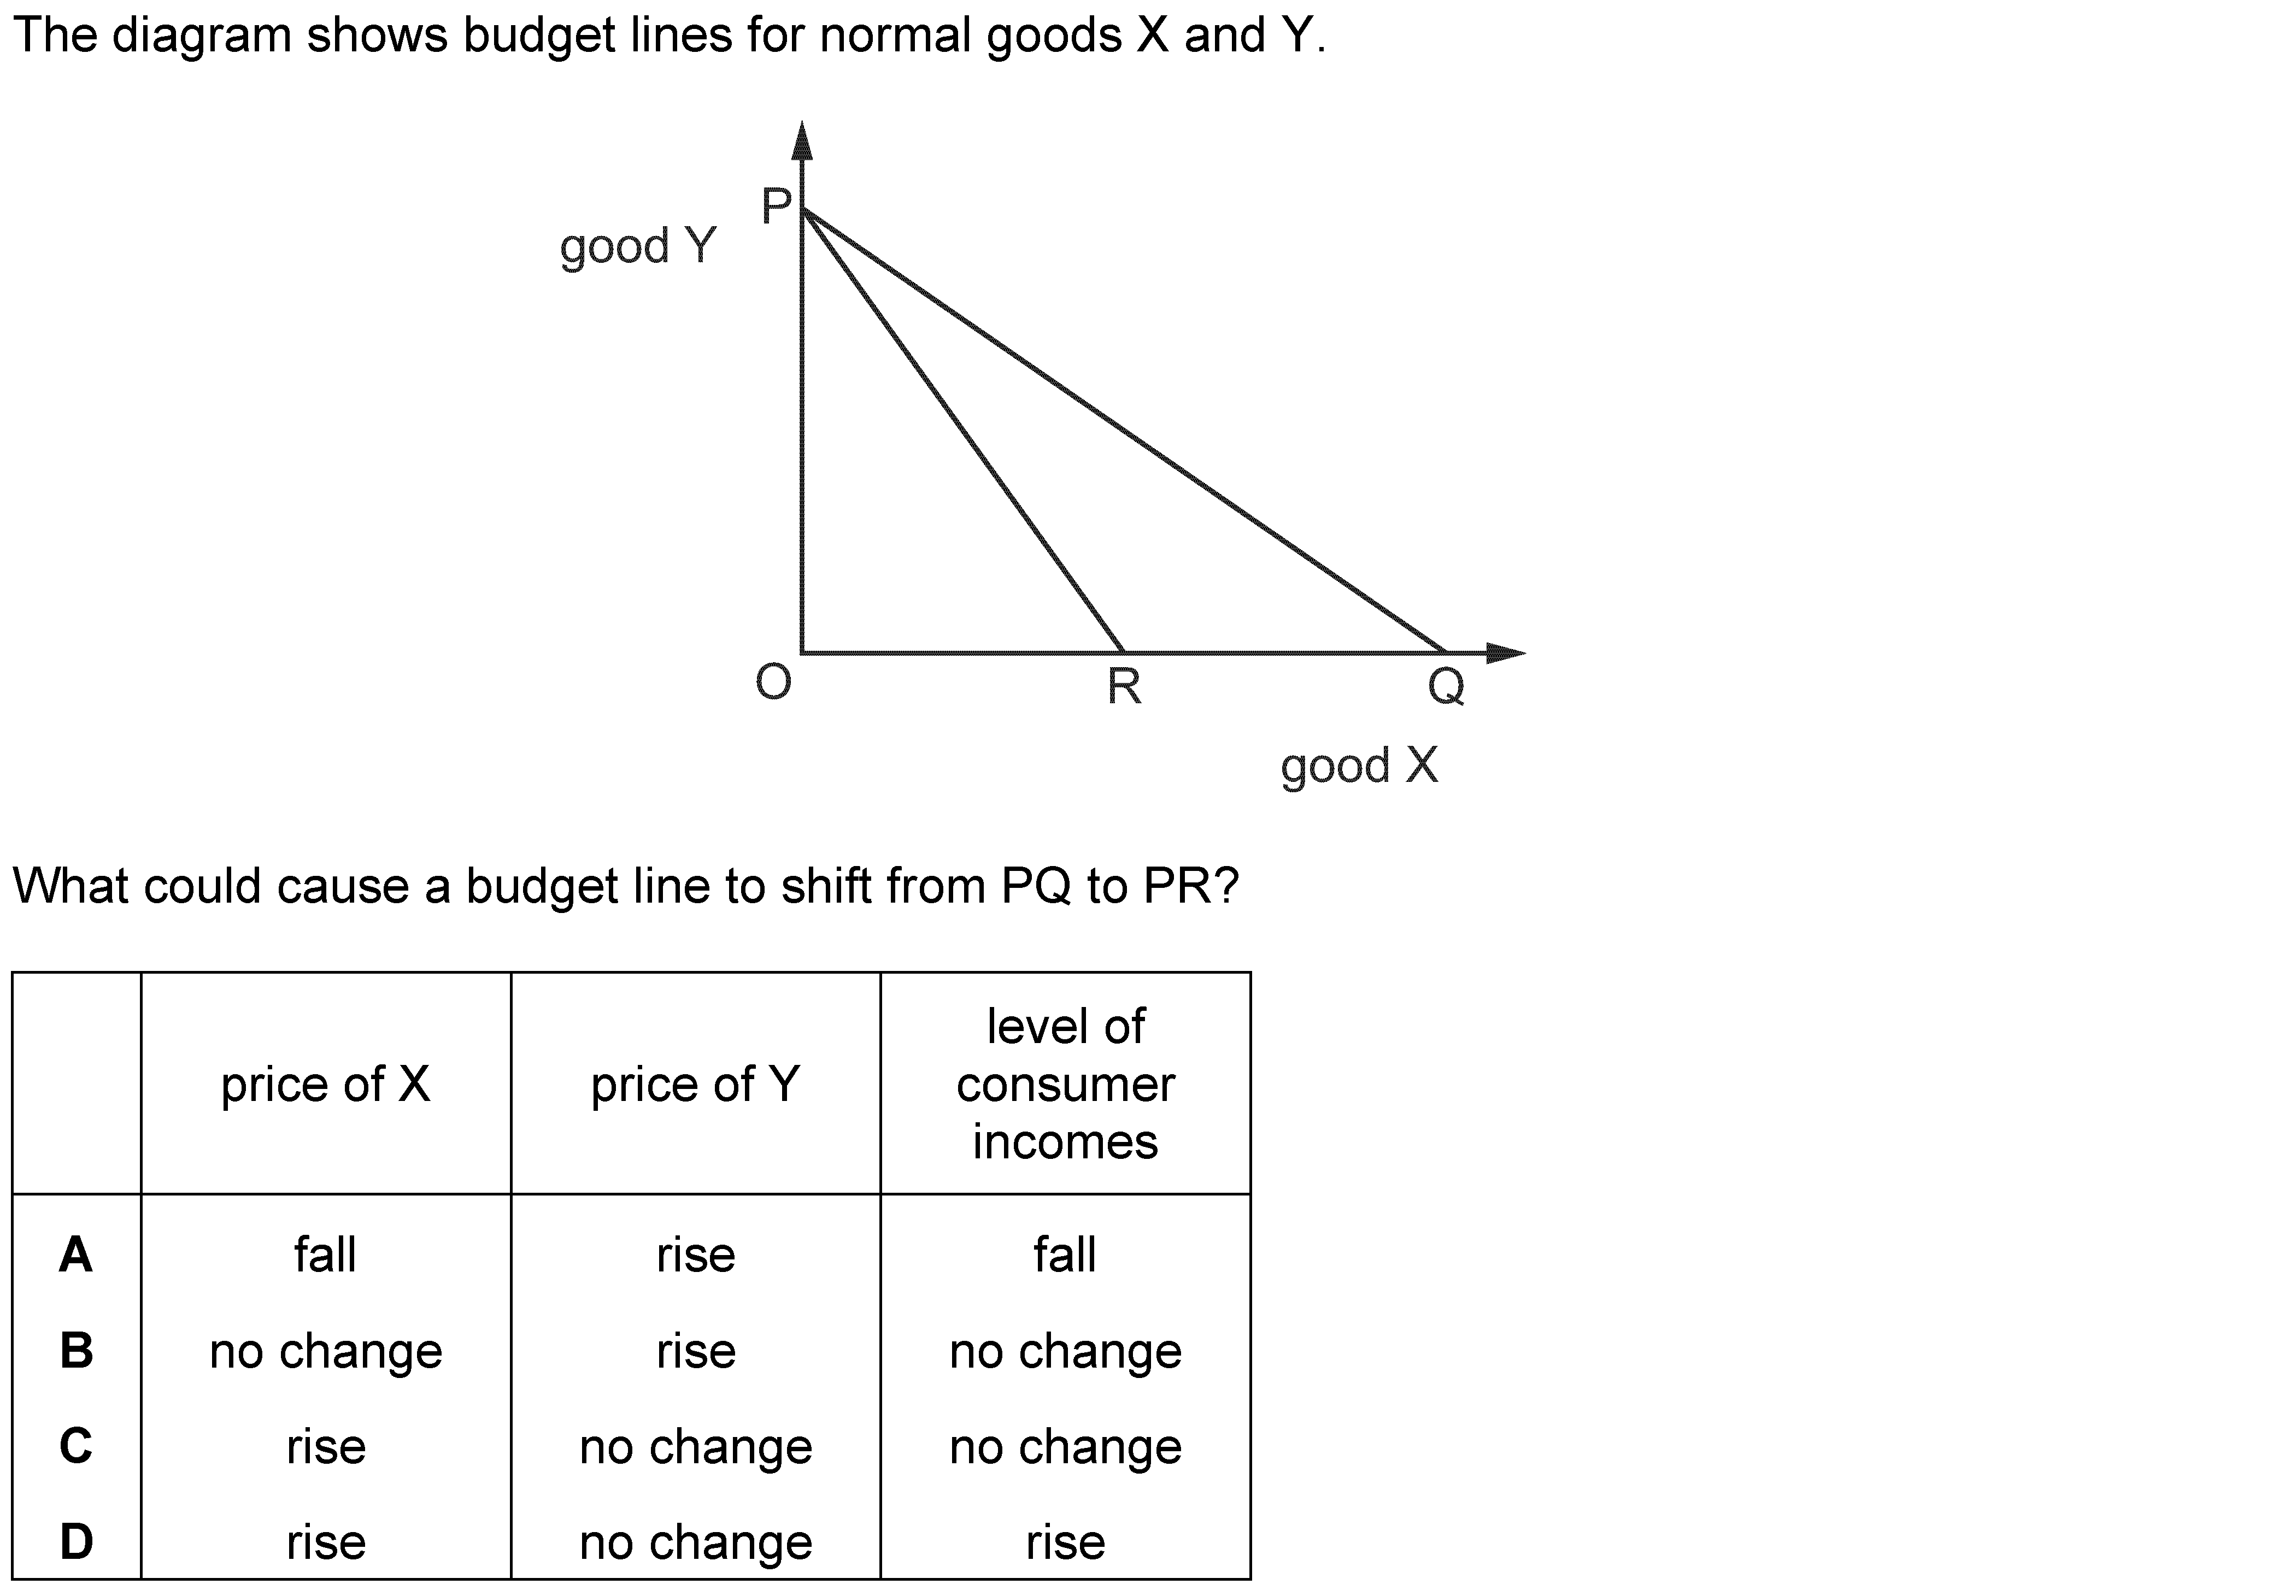 The diagram shows budget lines for normal goods X and Y.
P
good Y
O
R
Q
good X
What could cause a budget line to shift from PQ to PR?
price of X
price of Y
level of
consumer
incomes
A fall rise fall
B no change rise no change
C rise no change no change
D rise no change rise